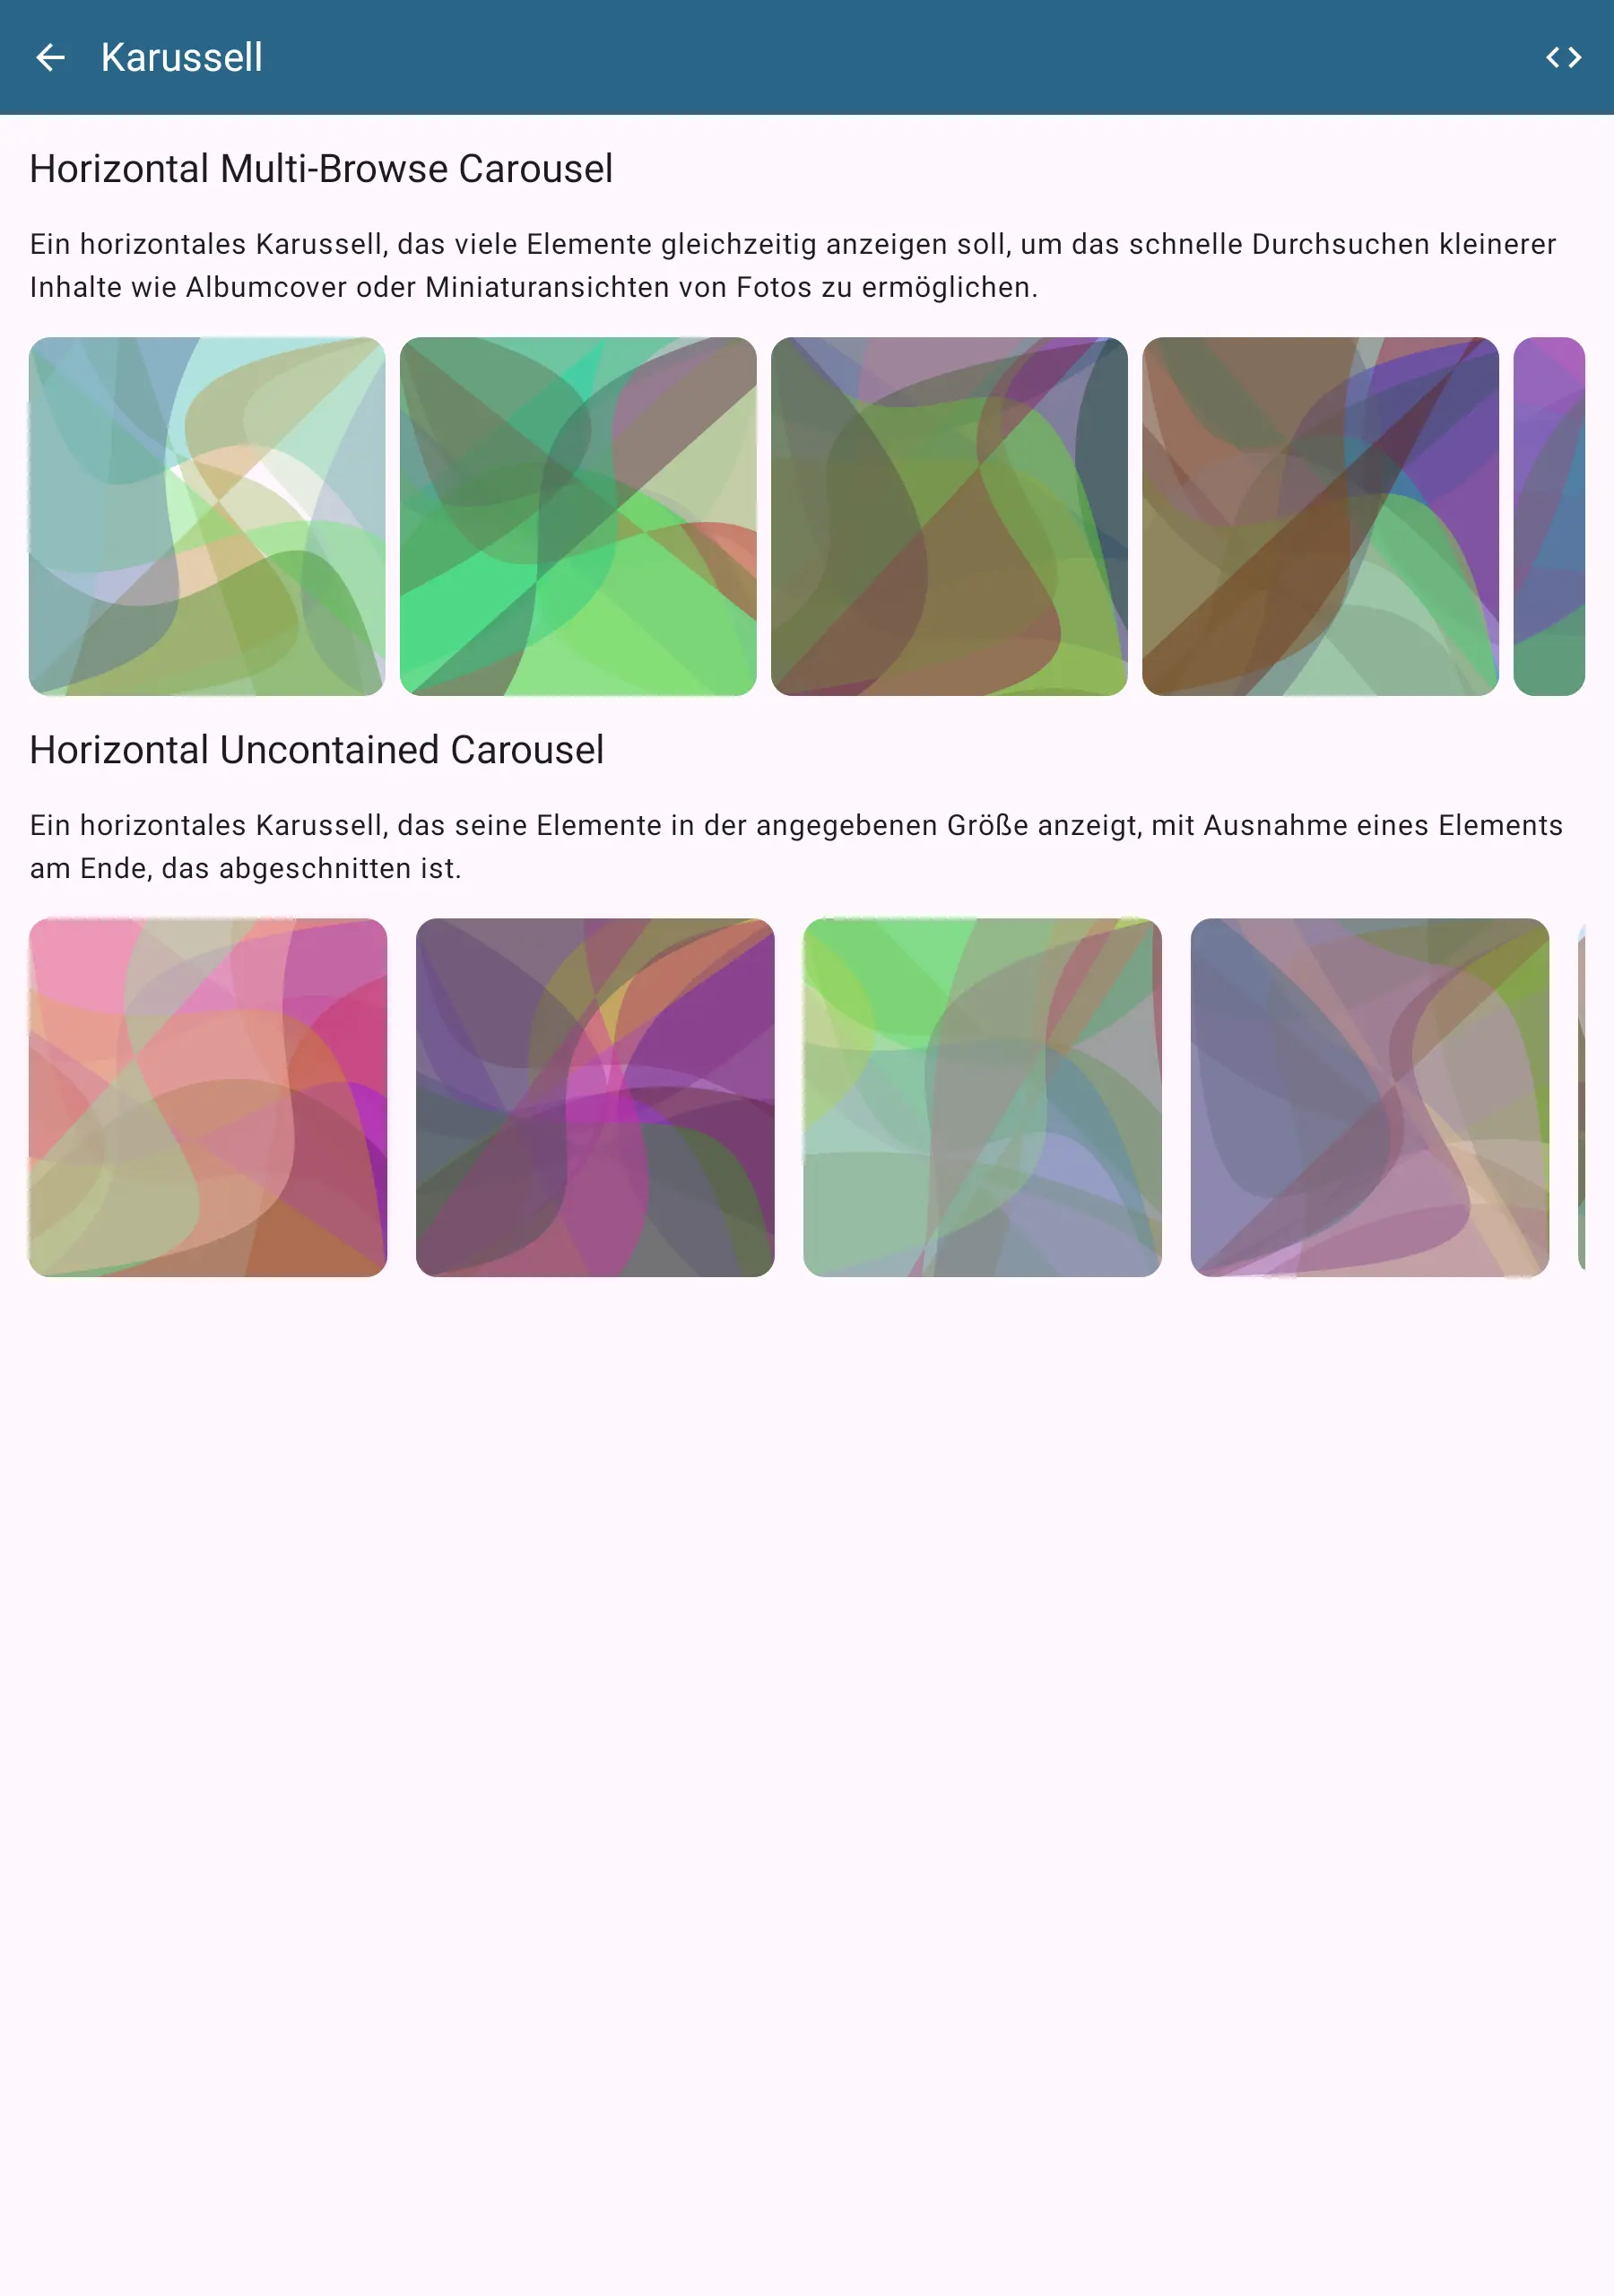 Karussell
Horizontal Multi-Browse Carousel
Ein horizontales Karussell, das viele Elemente gleichzeitig anzeigen soll, um das schnelle Durchsuchen kleinerer
Inhalte wie Albumcover oder Miniaturansichten von Fotos zu ermöglichen.
Horizontal Uncontained Carousel
Ein horizontales Karussell, das seine Elemente in der angegebenen Größe anzeigt, mit Ausnahme eines Elements
am Ende, das abgeschnitten ist.